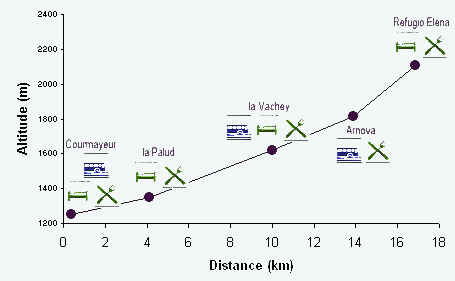 2400
Refugio Elena
2200
2000
Altitude (m)
1800
la Vachey
Arnova
Courmayeur
la Palud
1600
1400
1200
0 2 4 6 8 10 12 14 16 18
Distance (km)